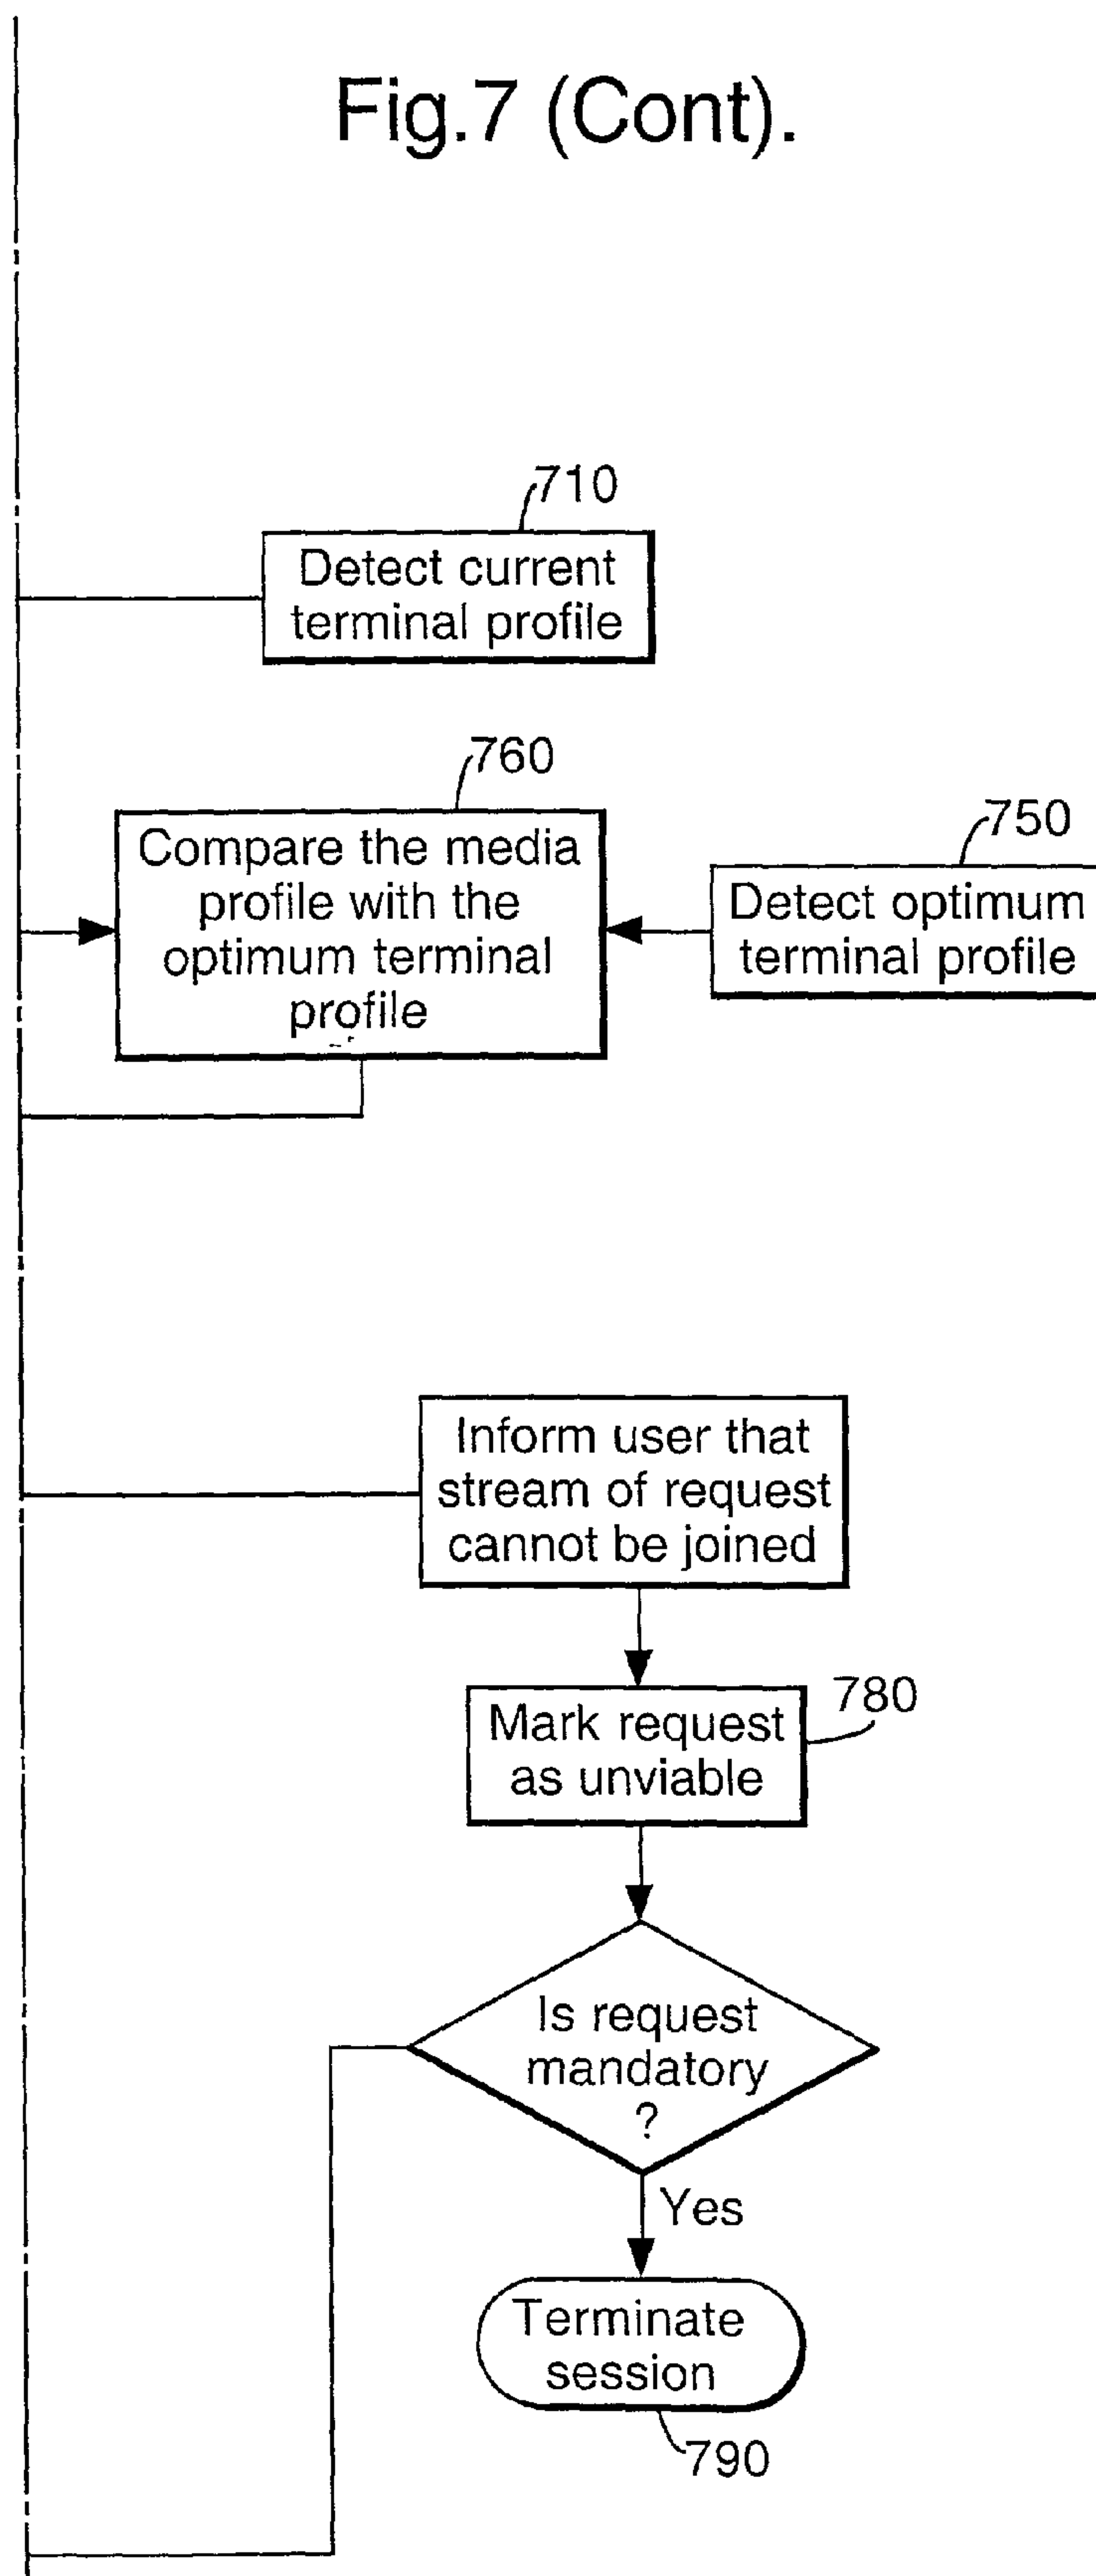 Fig.7 (Cont).
710
Detect current
terminal profile
760
Compare the media
profile with the
optimum terminal
profile
750
Detect optimum
terminal profile
Inform user that
stream of request
cannot be joined
780
Mark request
as unviable
Is request
mandatory
?
Yes
Terminate
session
790